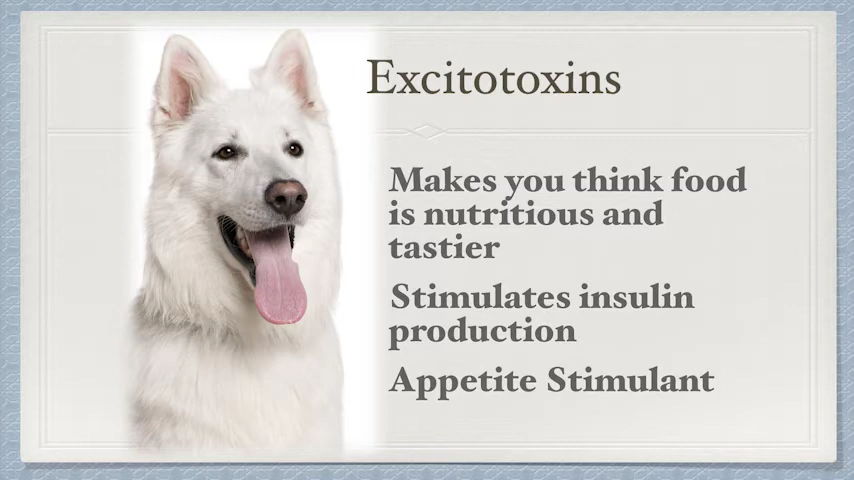 Excitotoxins
Makes you think food
is nutritious and
tastier
Stimulates insulin
production
Appetite Stimulant